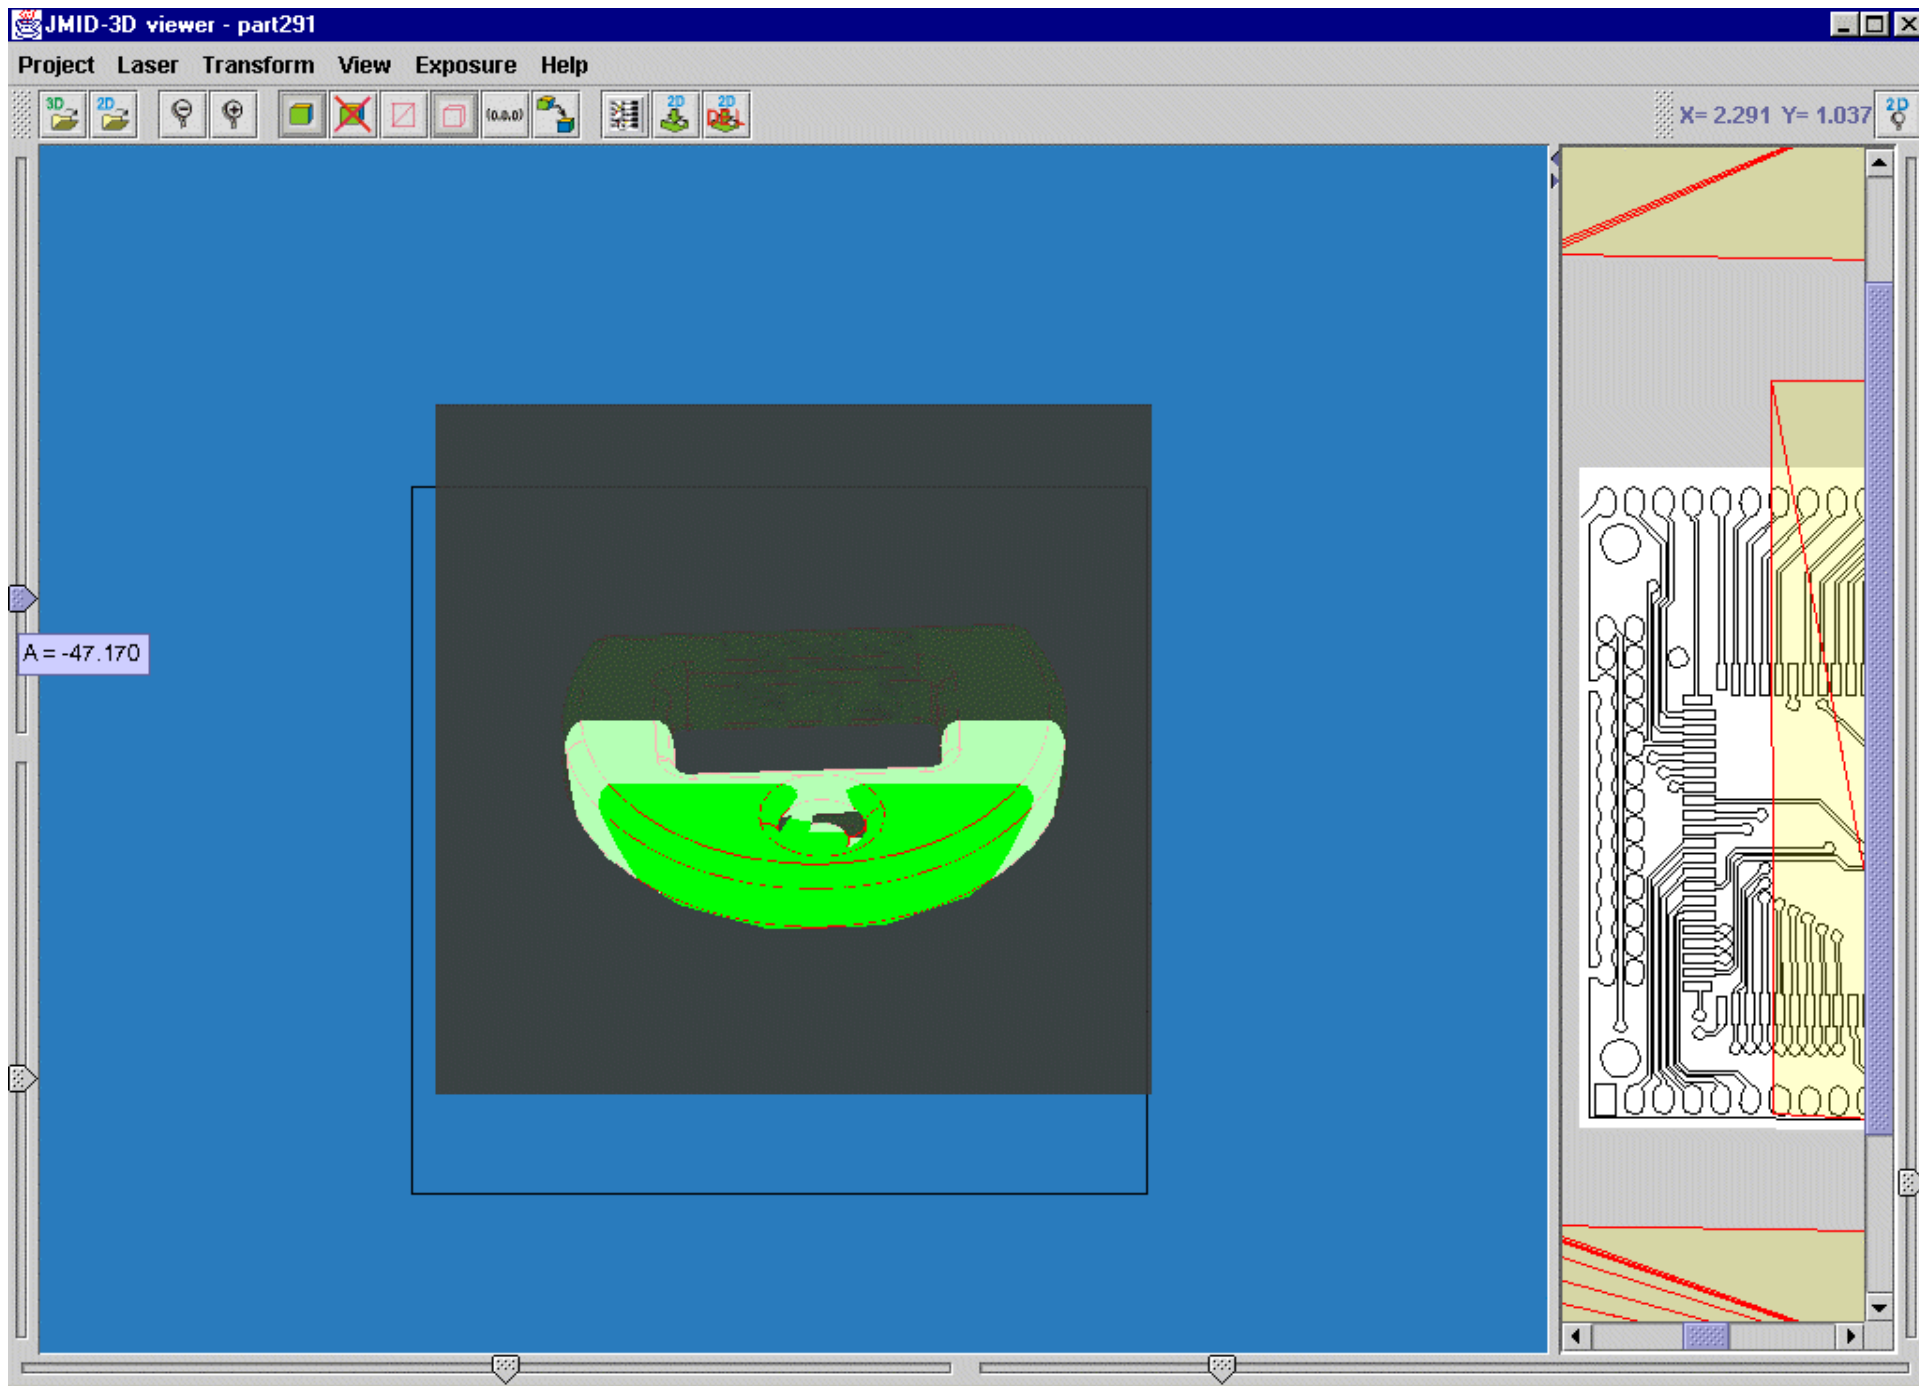 JMID-3D viewer - part291
Project Laser Transform View Exposure Help
3D 2D (0.0.0) 2D 2D X= 2.291 Y= 1.037 2D
A = -47.170